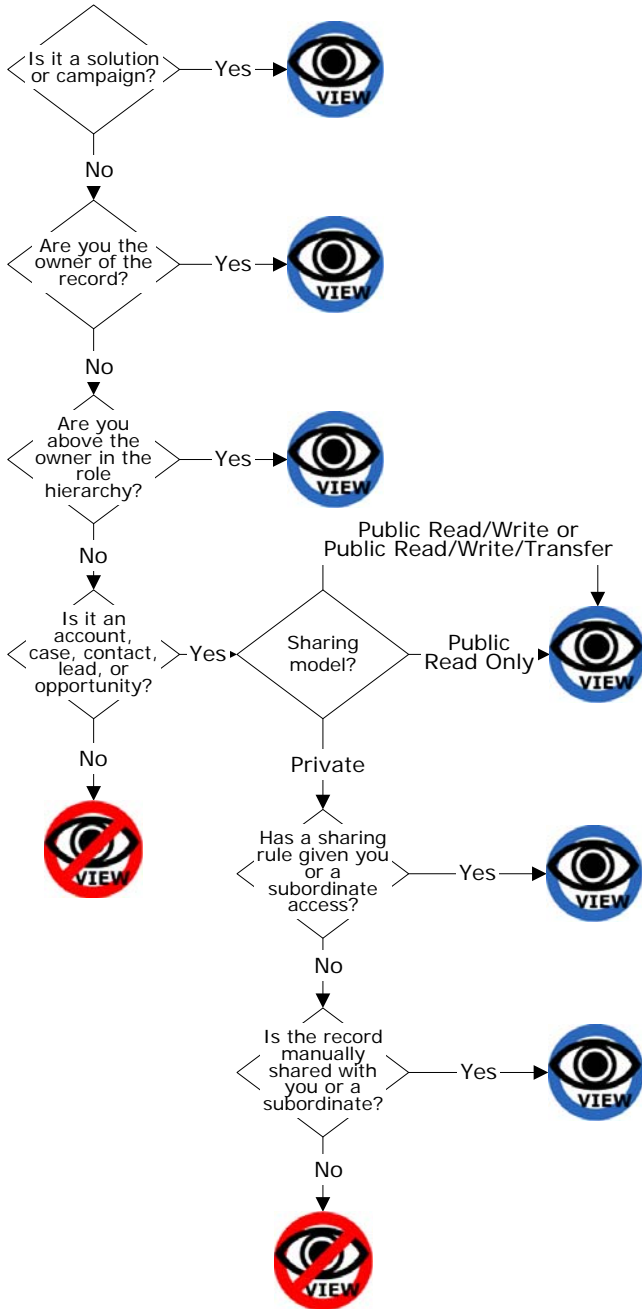 Is it a solution
or campaign?
Yes
VIEW
No
Are you the
owner of the
record?
Yes
VIEW
No
Are you
above the
owner in the
role
hierarchy?
Yes
VIEW
No
Public Read/Write or
Public Read/Write/Transfer
Is it an
account,
case, contact,
lead, or
opportunity?
Yes
Sharing
model?
Public
Read Only
VIEW
No
VIEW
Private
Has a sharing
rule given you
or a
subordinate
access?
Yes
VIEW
No
Is the record
manually
shared with
you or a
subordinate?
Yes
VIEW
No
VIEW